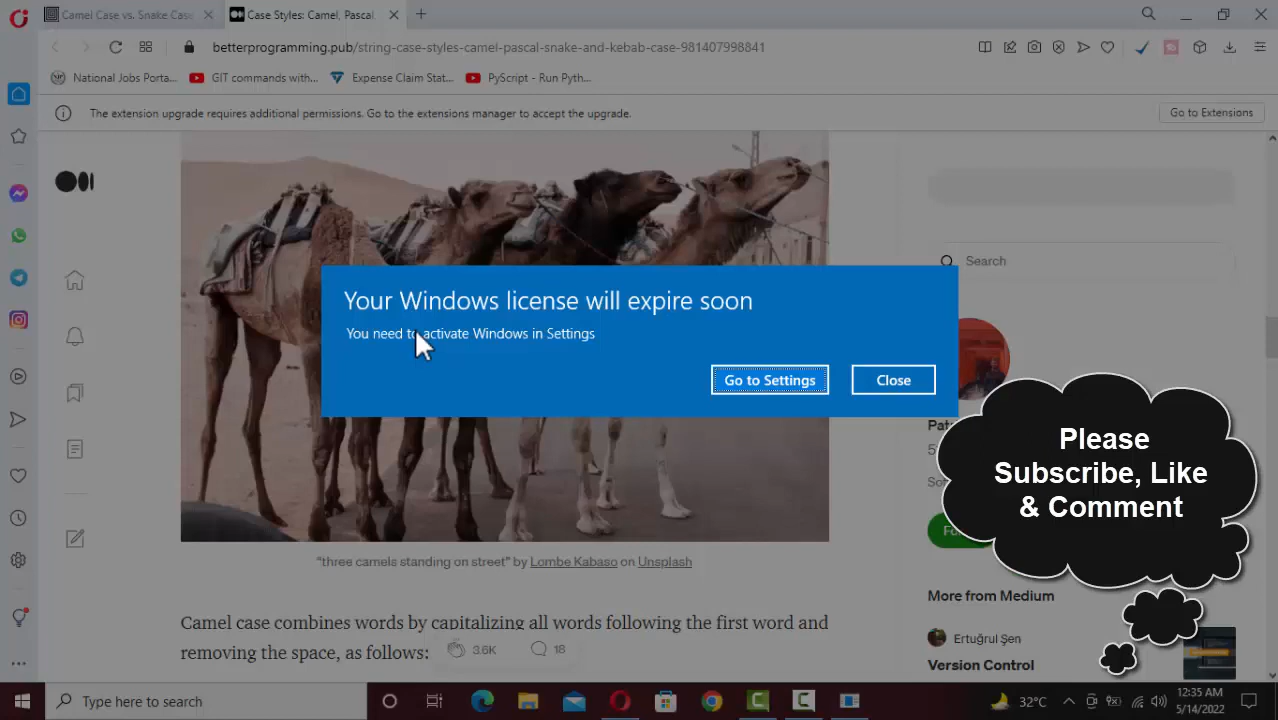 Camel Case vs. Snake Case
Case Styles: Camel, Pascal,
betterprogramming.pub/string-case-styles-camel-pascal-snake-and-kebab-case-981407998841
National Jobs Porta...
GIT commands with...
Expense Claim Stat...
PyScript - Run Pyth...
The extension upgrade requires additional permissions. Go to the extensions manager to accept the upgrade.
Go to Extensions
Search
Your Windows license will expire soon
You need to activate Windows in Settings
Go to Settings
Close
Please
Subscribe, Like
& Comment
"three camels standing on street" by Lombe Kabaso on Unsplash
More from Medium
Camel case combines words by capitalizing all words following the first word and
removing the space, as follows:
3.6K
18
Ertuğrul Şen
Version Control
Type here to search
32°C
12:35 AM
5/14/2022